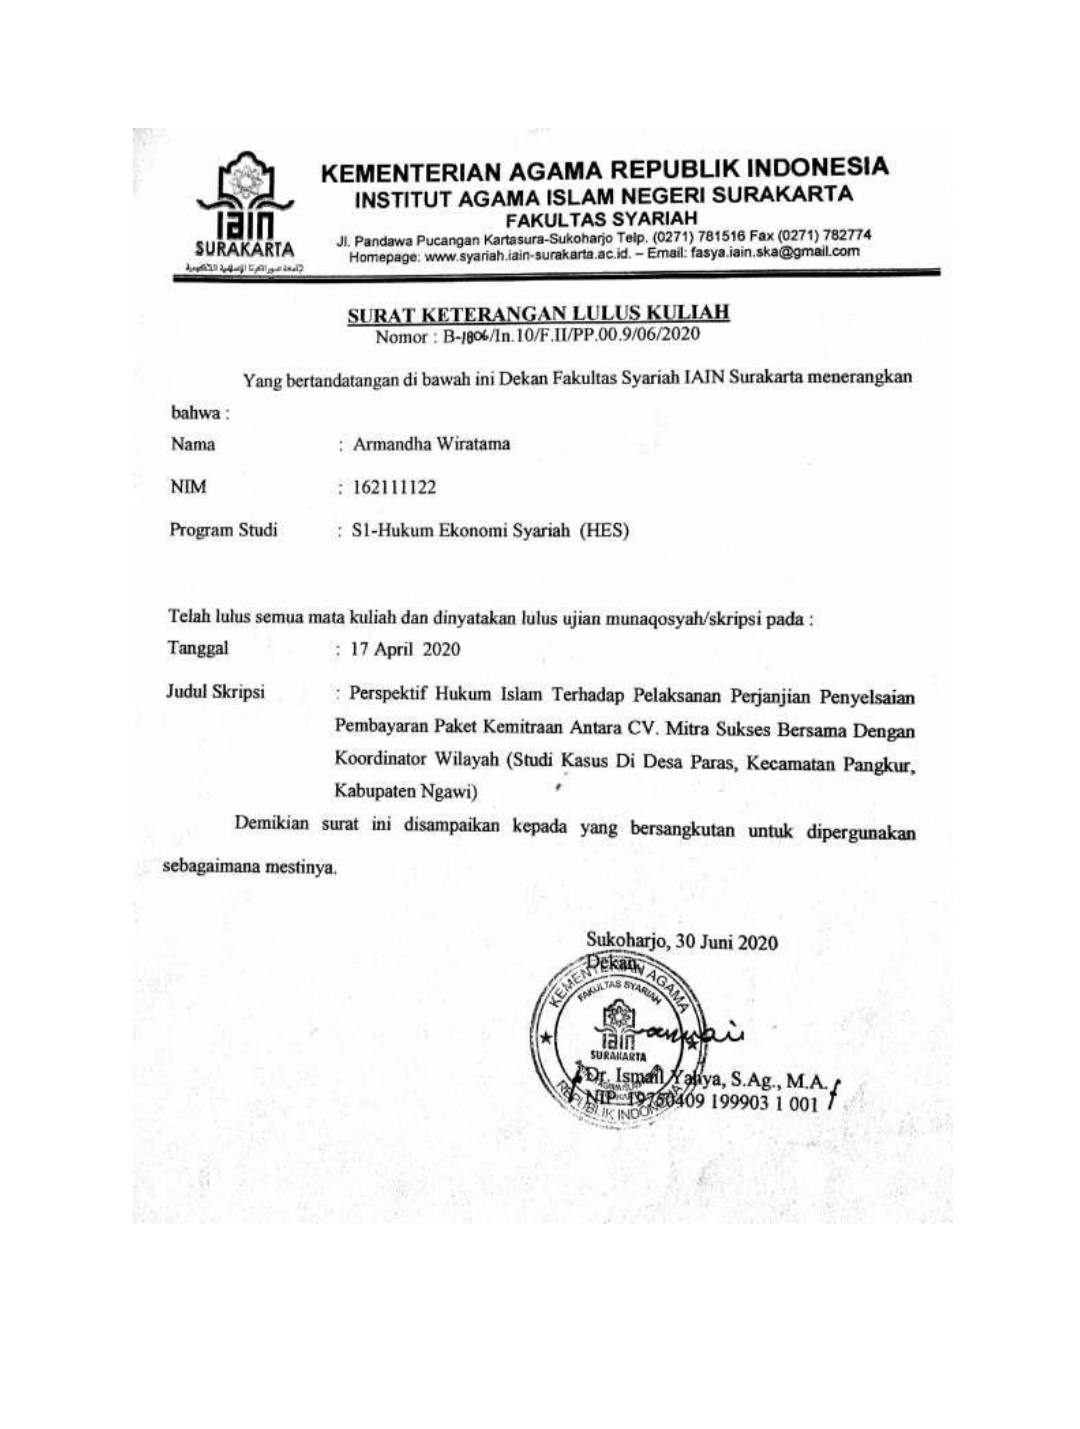 KEMENTERIAN AGAMA REPUBLIK INDONESIA
INSTITUT AGAMA ISLAM NEGERI SURAKARTA
FAKULTAS SYARIAH
Jl. Pandawa Pucangan Kartasura-Sukoharjo Telp. (0271) 781516 Fax (0271) 782774
Homepage: www.syariah.iain-surakarta.ac.id. – Email: fasya.iain.ska@gmail.com
iain
SURAKARTA
SURAT KETERANGAN LULUS KULIAH
Nomor : B-1806/In.10/F.II/PP.00.9/06/2020
Yang bertandatangan di bawah ini Dekan Fakultas Syariah IAIN Surakarta menerangkan
bahwa :
Nama : Armandha Wiratama
NIM : 162111122
Program Studi : S1-Hukum Ekonomi Syariah (HES)
Telah lulus semua mata kuliah dan dinyatakan lulus ujian munaqosyah/skripsi pada :
Tanggal : 17 April 2020
Judul Skripsi : Perspektif Hukum Islam Terhadap Pelaksanan Perjanjian Penyelsaian
Pembayaran Paket Kemitraan Antara CV. Mitra Sukses Bersama Dengan
Koordinator Wilayah (Studi Kasus Di Desa Paras, Kecamatan Pangkur,
Kabupaten Ngawi)
Demikian surat ini disampaikan kepada yang bersangkutan untuk dipergunakan
sebagaimana mestinya.
Sukoharjo, 30 Juni 2020
Dekan
KEMENTERIAN AGAMA
FAKULTAS SYARIAH
iain
SURAKARTA
REPUBLIK INDONESIA
Dr. Ismail Yahya, S.Ag., M.A.
NIP 19750409 199903 1 001